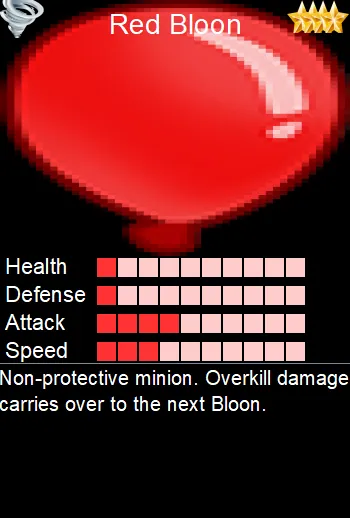 Red Bloon
Health
Defense
Attack
Speed
Non-protective minion. Overkill damage
carries over to the next Bloon.